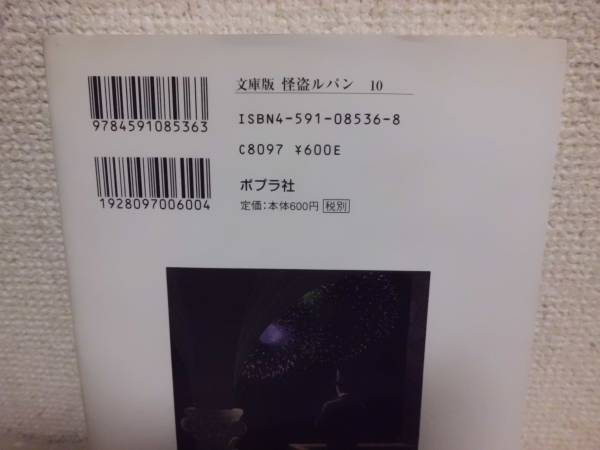 文庫版 怪盗ルパン 10
9784591085363
ISBN4-591-08536-8
C8097 ¥600E
1928097006004
ポプラ社
定価:本体600円 税別